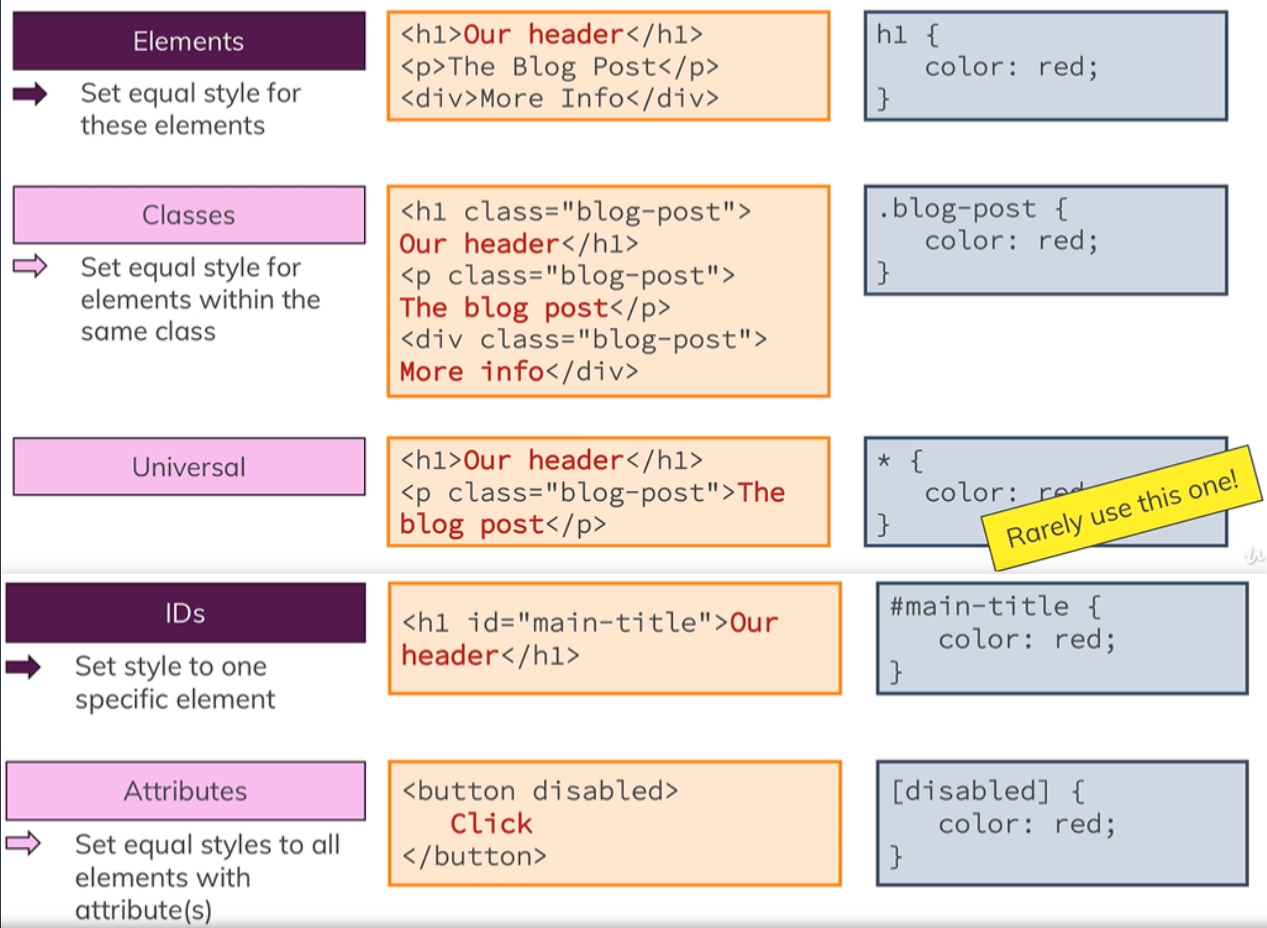 Elements
Set equal style for
these elements
<h1>Our header</h1>
<p>The Blog Post</p>
<div>More Info</div>
h1 {
color: red;
}
Classes
Set equal style for
elements within the
same class
<h1 class="blog-post">
Our header</h1>
<p class="blog-post">
The blog post</p>
<div class="blog-post">
More info</div>
.blog-post {
color: red;
}
Universal
<h1>Our header</h1>
<p class="blog-post">The
blog post</p>
* {
color: red
}
Rarely use this one!
IDs
Set style to one
specific element
<h1 id="main-title">Our
header</h1>
#main-title {
color: red;
}
Attributes
Set equal styles to all
elements with
attribute(s)
<button disabled>
Click
</button>
[disabled] {
color: red;
}